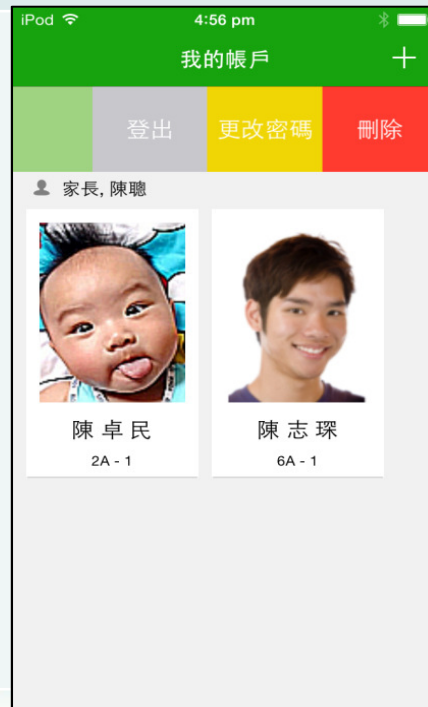 iPod 4:56 pm
我的帳戶 +
登出 更改密碼 刪除
家長, 陳聰
陳 卓 民 陳 志 琛
2A - 1 6A - 1